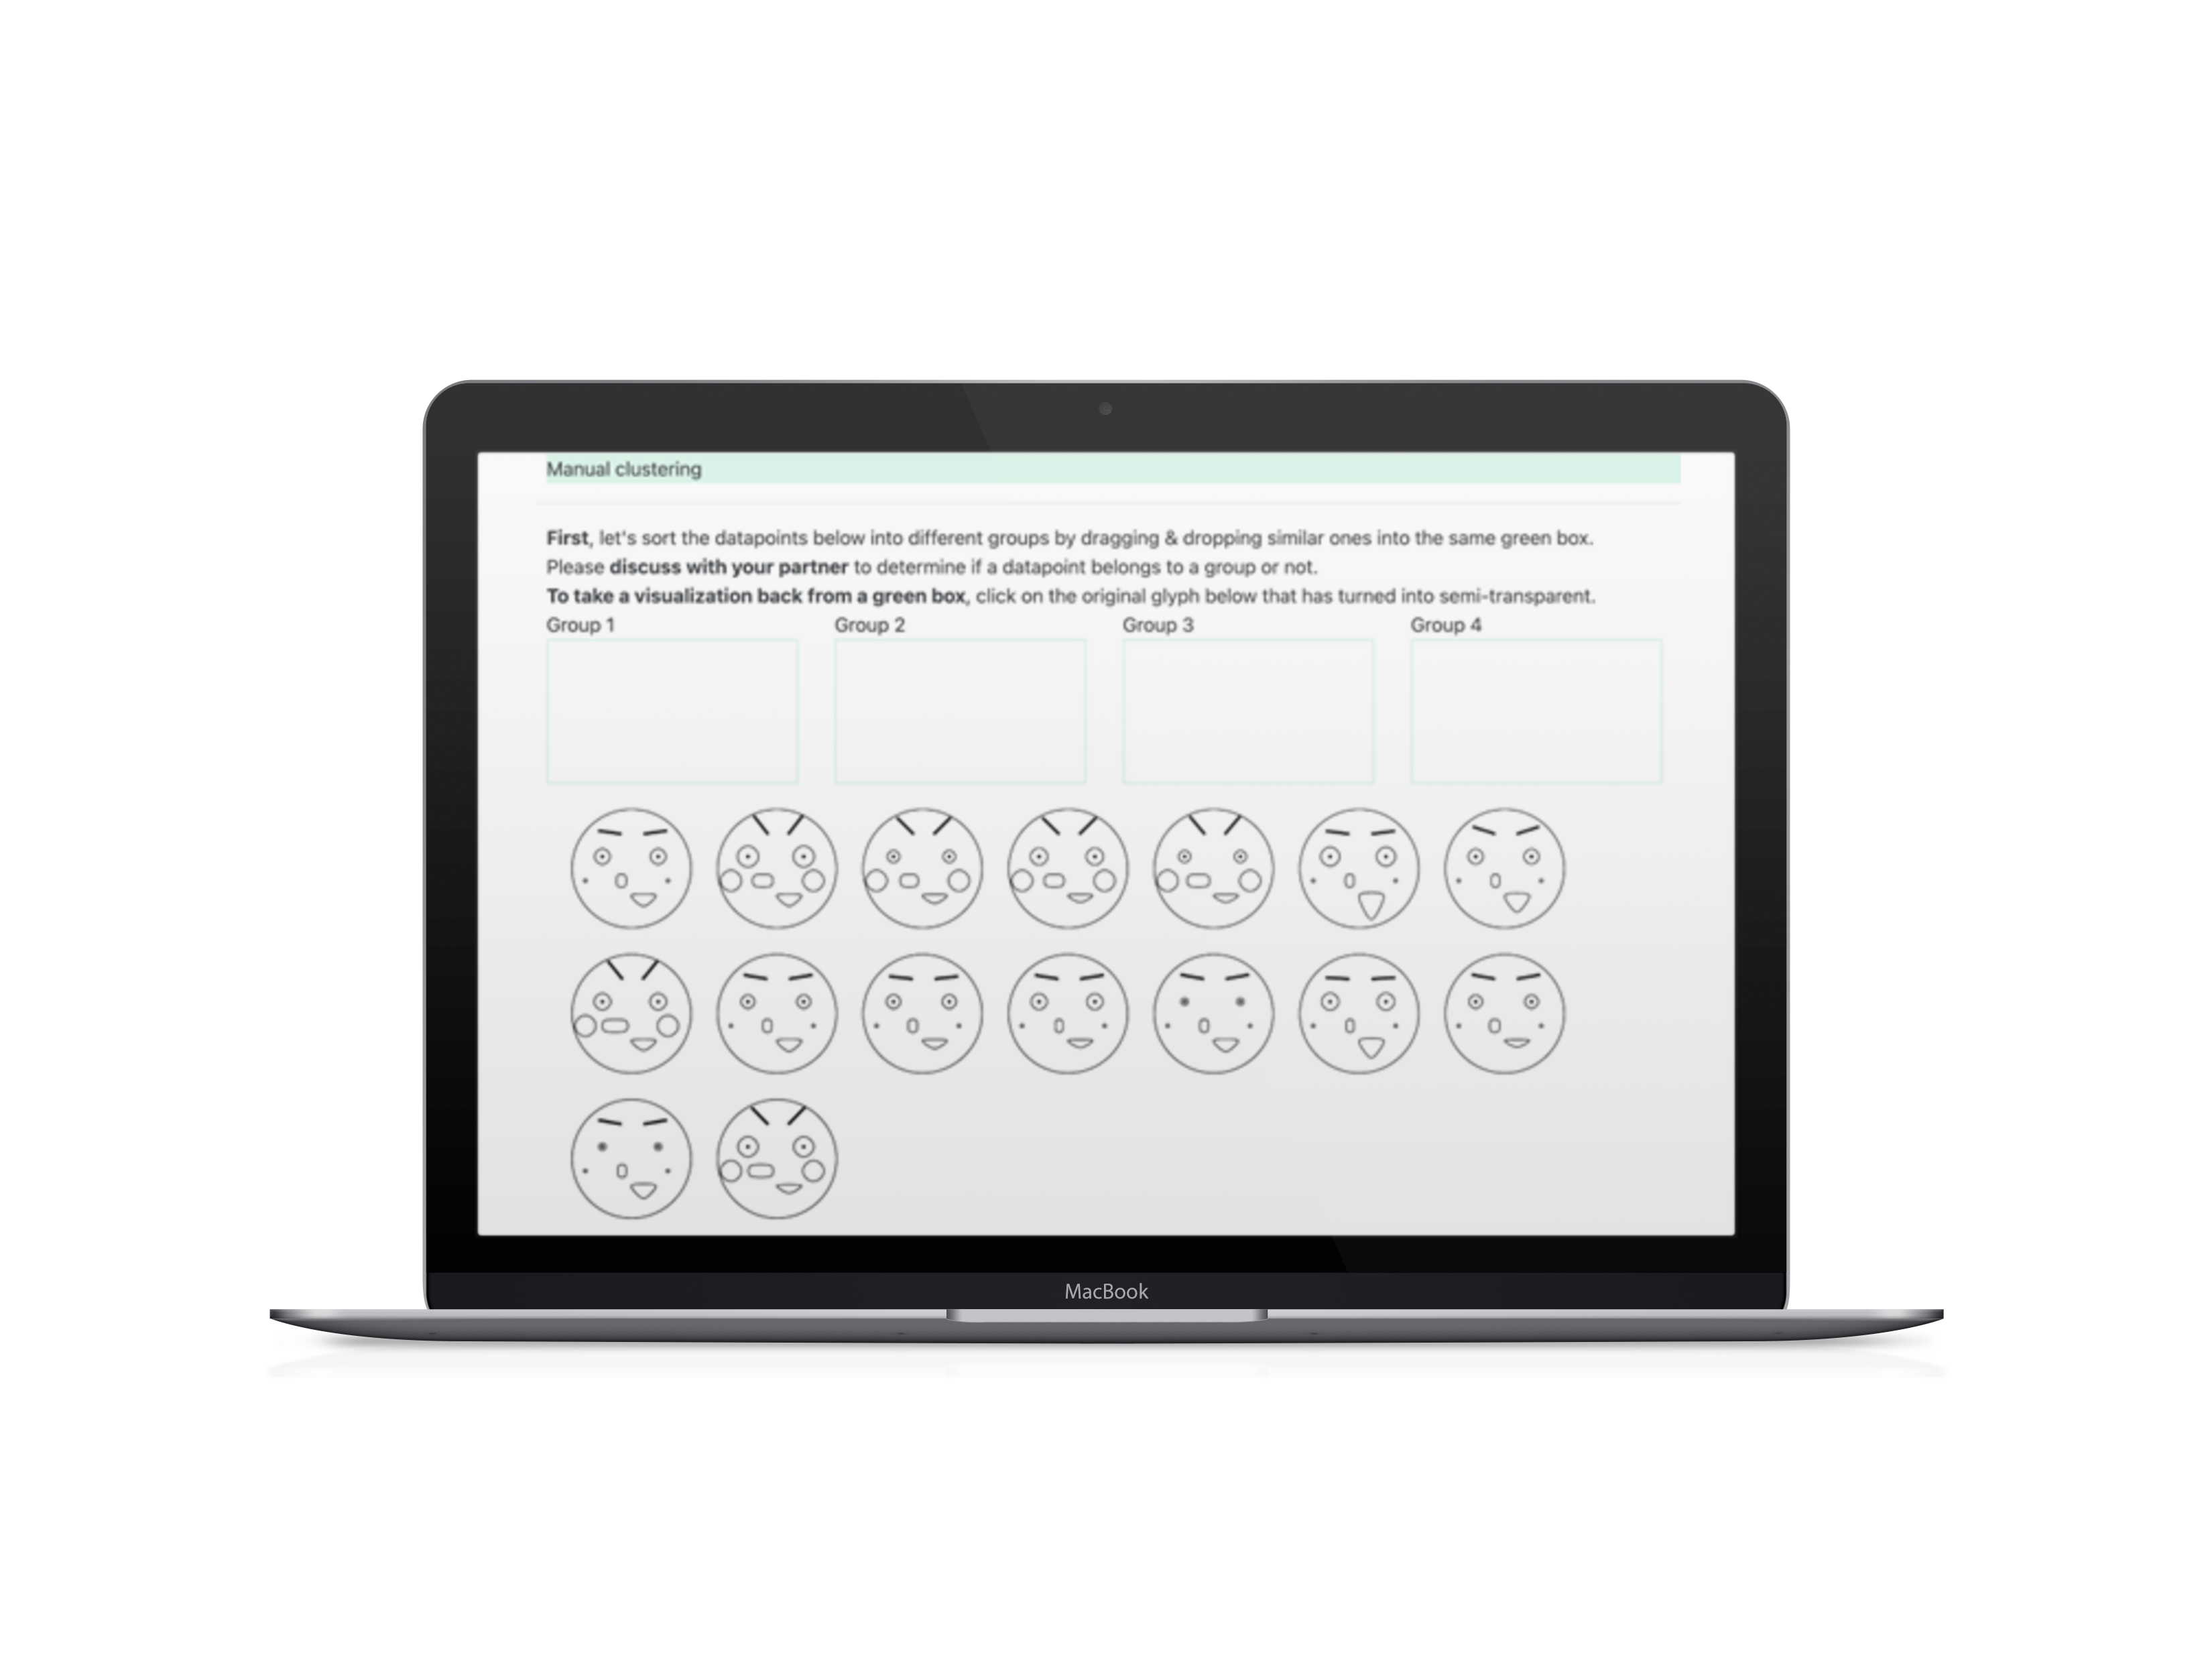 Manual clustering
First, let's sort the datapoints below into different groups by dragging & dropping similar ones into the same green box.
Please discuss with your partner to determine if a datapoint belongs to a group or not.
To take a visualization back from a green box, click on the original glyph below that has turned into semi-transparent.
Group 1 Group 2 Group 3 Group 4
MacBook